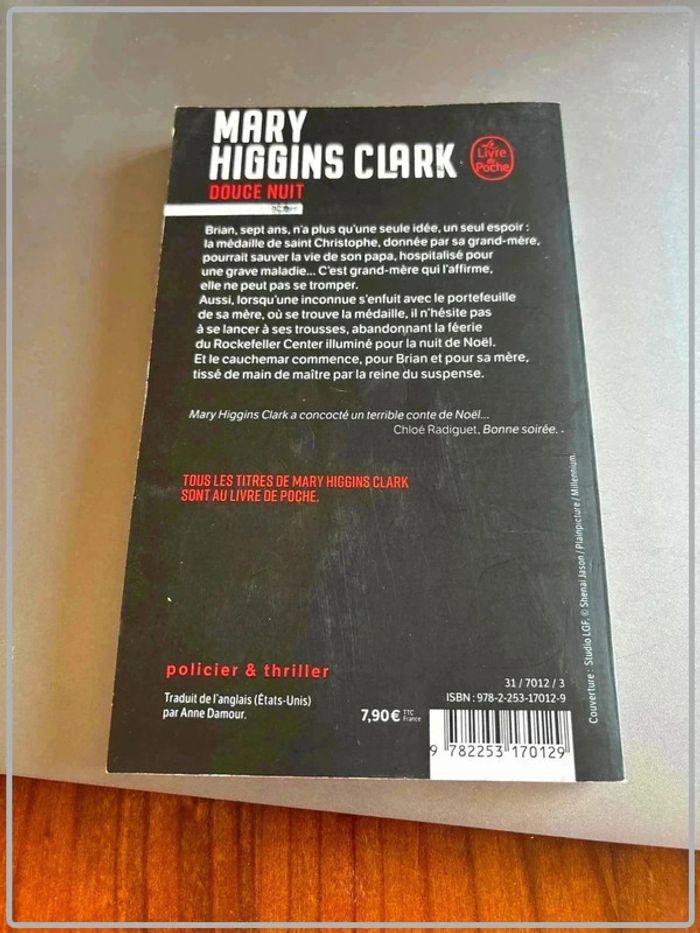 MARY
HIGGINS CLARK
Le
Livre
de
Poche
DOUCE NUIT
Brian, sept ans, n'a plus qu'une seule idée, un seul espoir :
la médaille de saint Christophe, donnée par sa grand-mère,
pourrait sauver la vie de son papa, hospitalisé pour
une grave maladie... C'est grand-mère qui l'affirme,
elle ne peut pas se tromper.
Aussi, lorsqu'une inconnue s'enfuit avec le portefeuille
de sa mère, où se trouve la médaille, il n'hésite pas
à se lancer à ses trousses, abandonnant la féerie
du Rockefeller Center illuminé pour la nuit de Noël.
Et le cauchemar commence, pour Brian et pour sa mère,
tissé de main de maître par la reine du suspense.
Mary Higgins Clark a concocté un terrible conte de Noël...
Chloé Radiguet, Bonne soirée.
TOUS LES TITRES DE MARY HIGGINS CLARK
SONT AU LIVRE DE POCHE.
Couverture : Studio LGF. © Shenai Jason / Plainpicture / Millennium.
policier & thriller
Traduit de l'anglais (États-Unis)
par Anne Damour.
7,90 € TTC
France
31 / 7012 / 3
ISBN : 978-2-253-17012-9
9 782253 170129